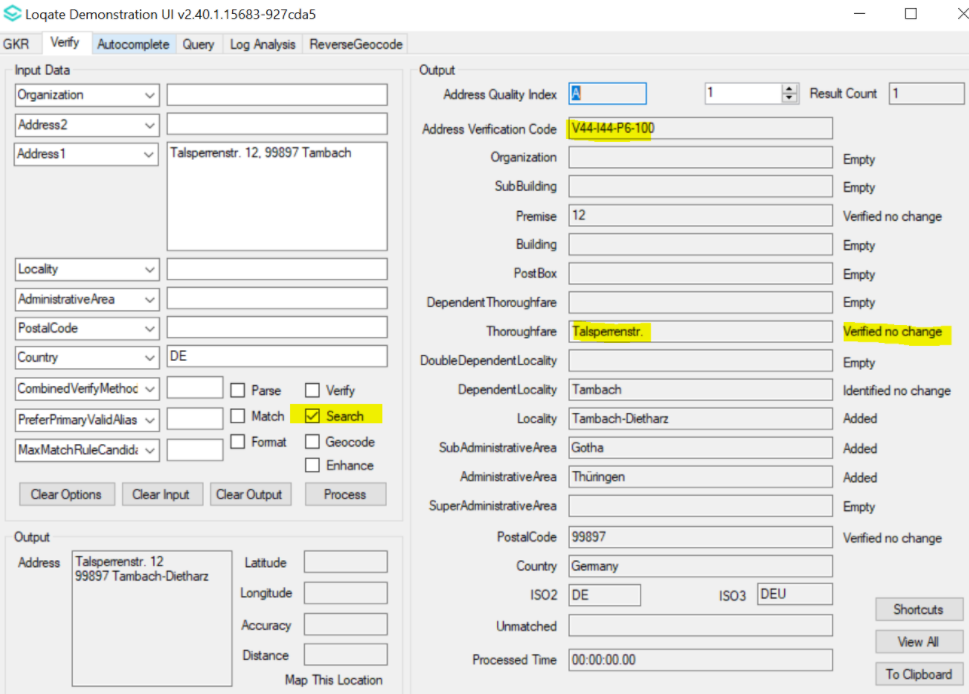 Loqate Demonstration UI v2.40.1.15683-927cda5
GKR Verify Autocomplete Query Log Analysis ReverseGeocode
Input Data
Organization
Address2
Address1 Talsperrenstr. 12, 99897 Tambach
Locality
AdministrativeArea
PostalCode
Country DE
CombinedVerifyMethoc Parse Verify
PreferPrimaryValidAlias Match Search
MaxMatchRuleCandida Format Geocode
Enhance
Clear Options Clear Input Clear Output Process
Output
Address Talsperrenstr. 12
99897 Tambach-Dietharz
Latitude
Longitude
Accuracy
Distance
Map This Location
Output
Address Quality Index A 1 Result Count 1
Address Verification Code V44-I44-P6-100
Organization Empty
SubBuilding Empty
Premise 12 Verified no change
Building Empty
PostBox Empty
DependentThoroughfare Empty
Thoroughfare Talsperrenstr. Verified no change
DoubleDependentLocality Empty
DependentLocality Tambach Identified no change
Locality Tambach-Dietharz Added
SubAdministrativeArea Gotha Added
AdministrativeArea Thüringen Added
SuperAdministrativeArea Empty
PostalCode 99897 Verified no change
Country Germany
ISO2 DE ISO3 DEU
Unmatched
Processed Time 00:00:00.00
Shortcuts
View All
To Clipboard